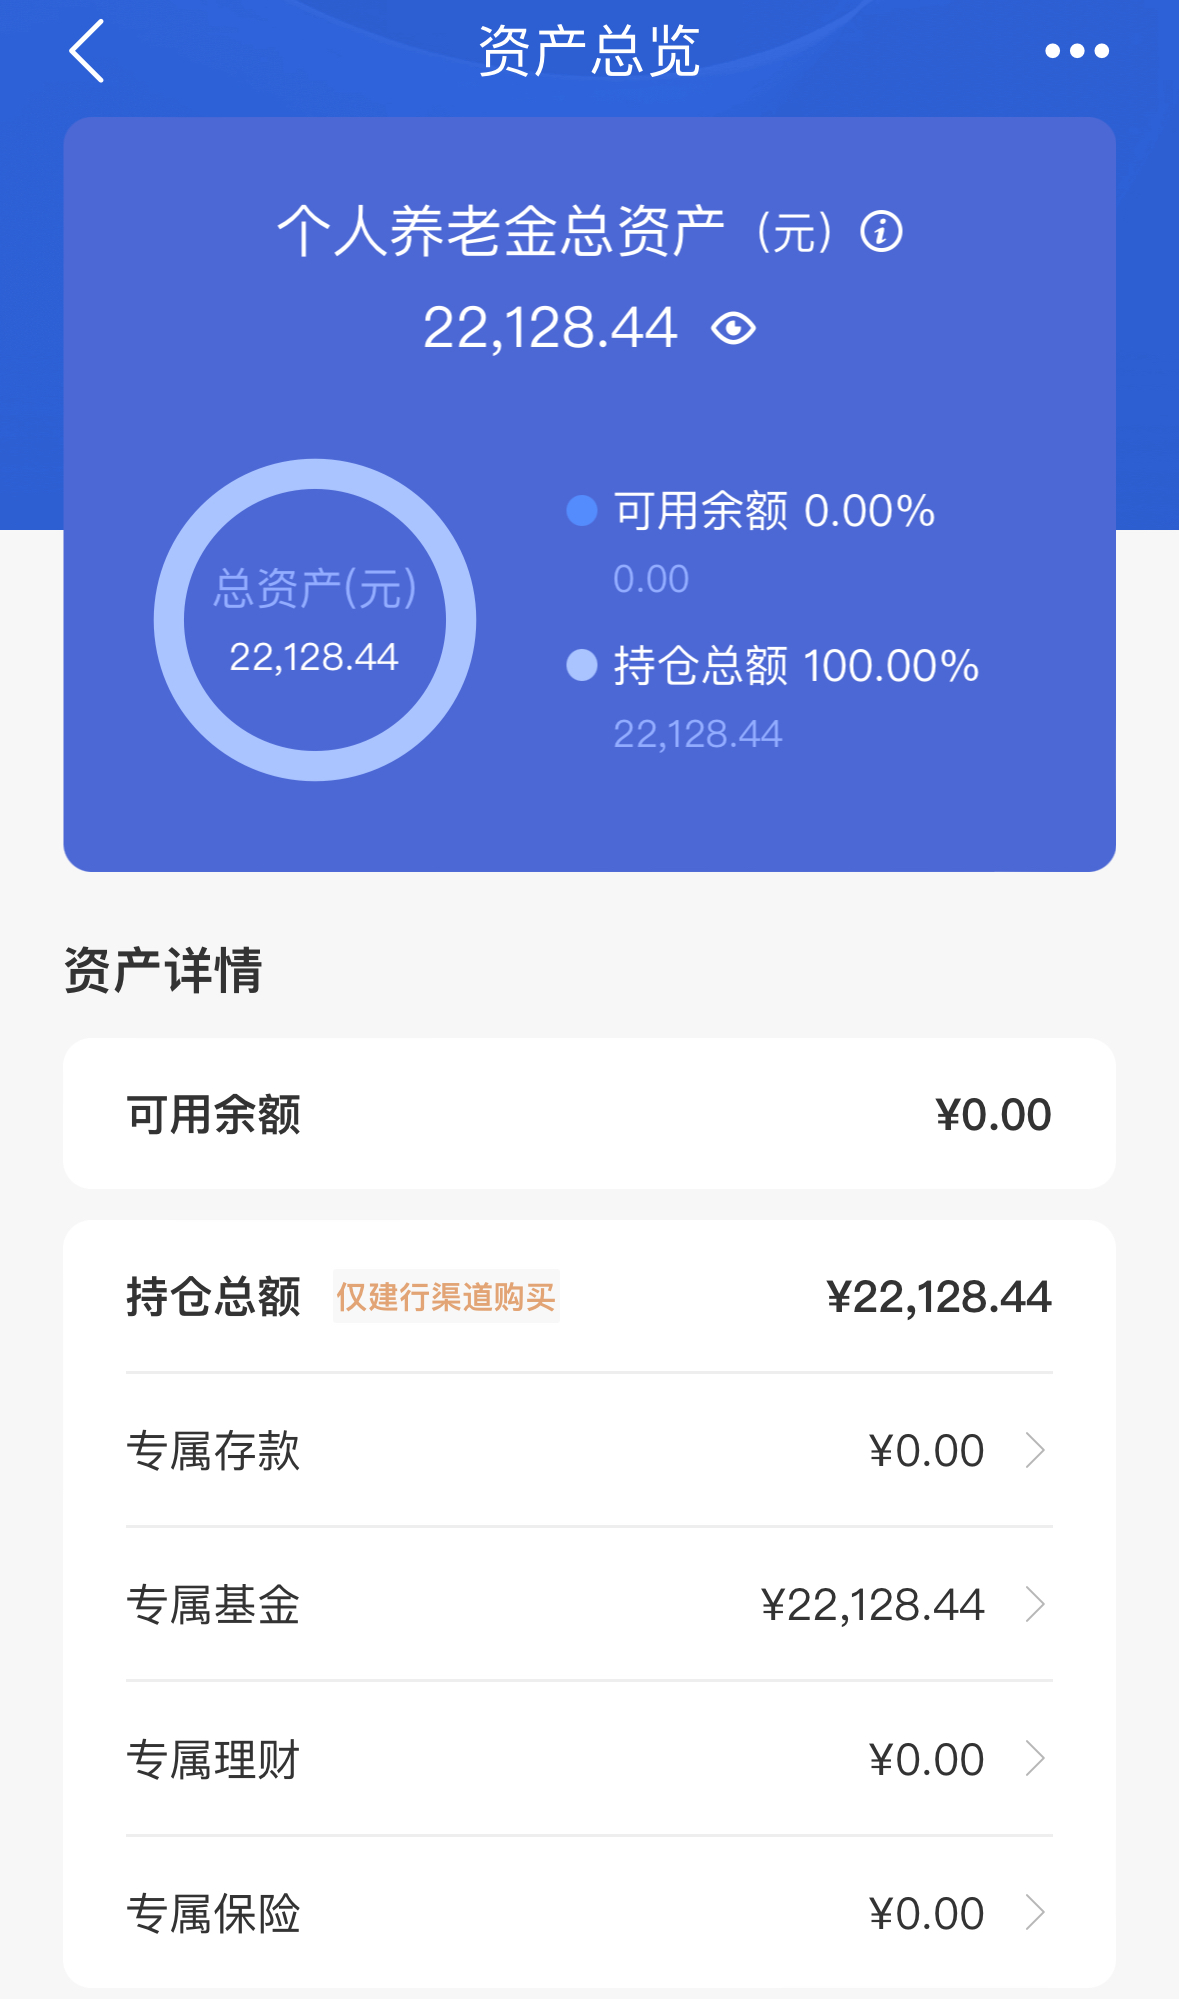 资产总览
个人养老金总资产（元）
22,128.44
总资产(元)
22,128.44
可用余额 0.00%
0.00
持仓总额 100.00%
22,128.44
资产详情
可用余额 ¥0.00
持仓总额 仅建行渠道购买 ¥22,128.44
专属存款 ¥0.00
专属基金 ¥22,128.44
专属理财 ¥0.00
专属保险 ¥0.00